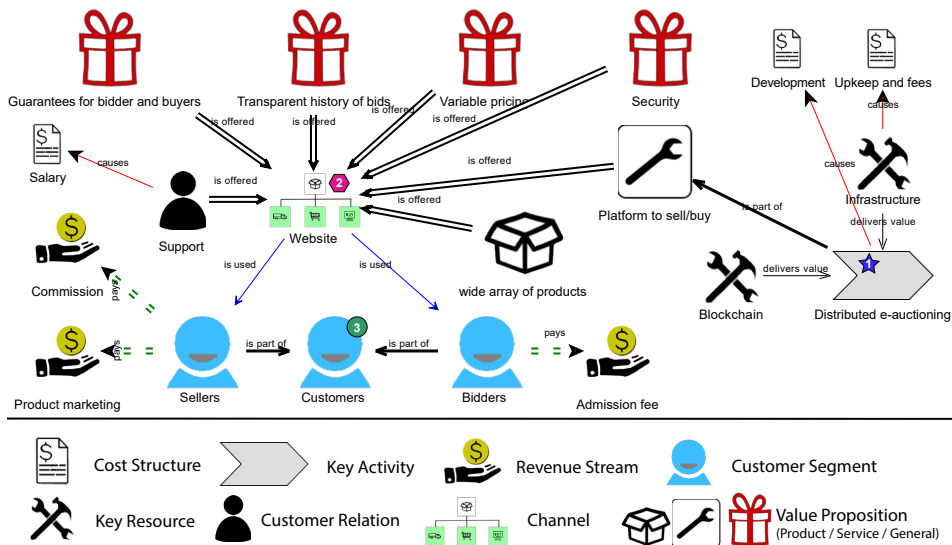 Guarantees for bidder and buyers
Transparent history of bids
Variable pricing
Security
Development
Upkeep and fees
is offered
is offered
is offered
is offered
causes
Salary
causes
is offered
is offered
is offered
2
Support
Website
Platform to sell/buy
is part of
causes
Infrastructure
delivers value
Commission
pays
is used
is used
wide array of products
Blockchain
delivers value
1
Distributed e-auctioning
Product marketing
pays
Sellers
is part of
3
Customers
is part of
Bidders
pays
Admission fee
Cost Structure
Key Activity
Revenue Stream
Customer Segment
Key Resource
Customer Relation
Channel
Value Proposition
(Product / Service / General)